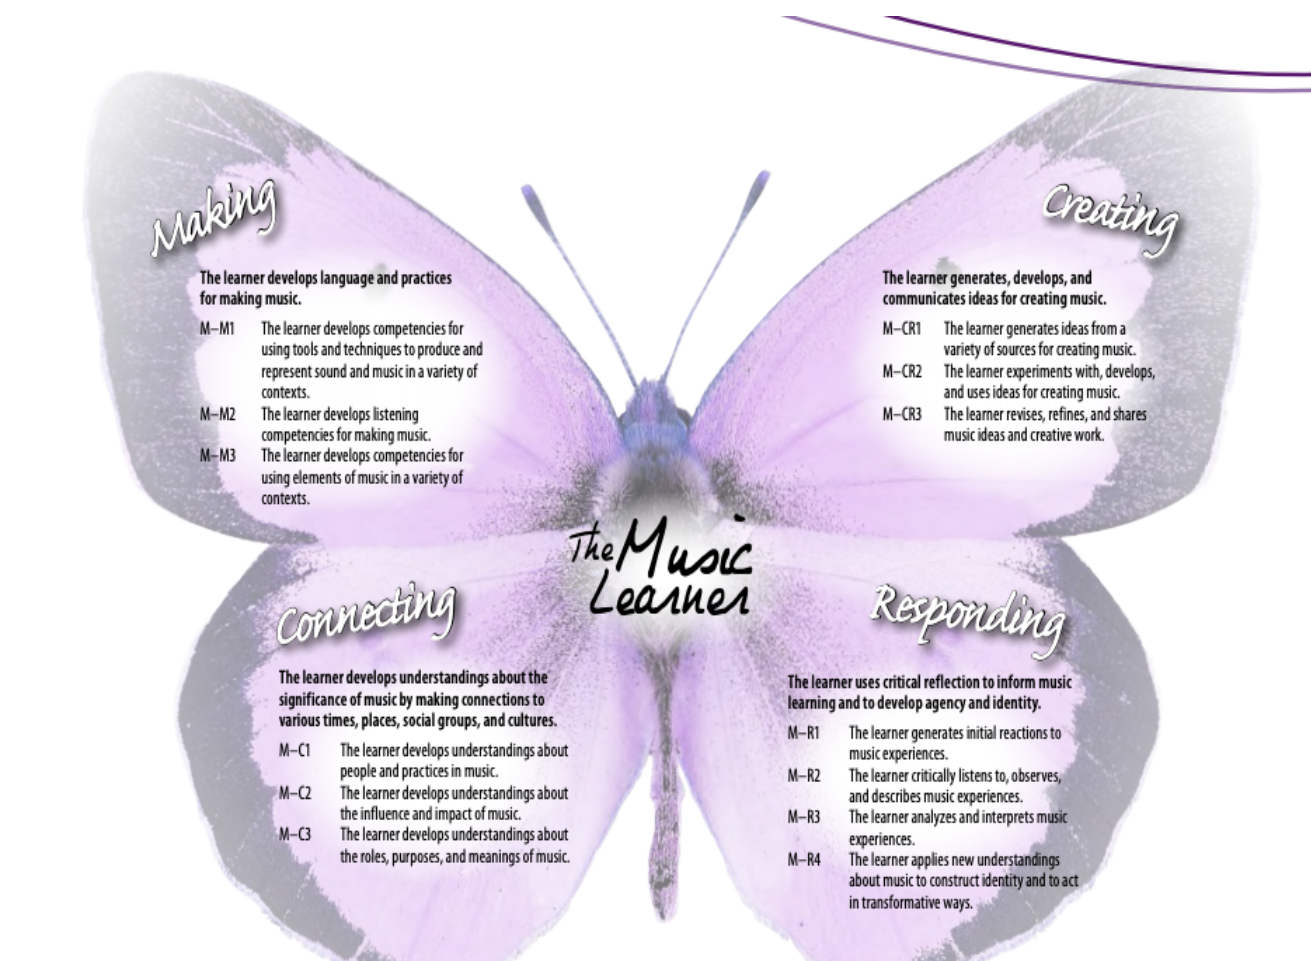 Making
The learner develops language and practices
for making music.
M–M1 The learner develops competencies for
using tools and techniques to produce and
represent sound and music in a variety of
contexts.
M–M2 The learner develops listening
competencies for making music.
M–M3 The learner develops competencies for
using elements of music in a variety of
contexts.
Creating
The learner generates, develops, and
communicates ideas for creating music.
M–CR1 The learner generates ideas from a
variety of sources for creating music.
M–CR2 The learner experiments with, develops,
and uses ideas for creating music.
M–CR3 The learner revises, refines, and shares
music ideas and creative work.
The Music
Learner
Connecting
The learner develops understandings about the
significance of music by making connections to
various times, places, social groups, and cultures.
M–C1 The learner develops understandings about
people and practices in music.
M–C2 The learner develops understandings about
the influence and impact of music.
M–C3 The learner develops understandings about
the roles, purposes, and meanings of music.
Responding
The learner uses critical reflection to inform music
learning and to develop agency and identity.
M–R1 The learner generates initial reactions to
music experiences.
M–R2 The learner critically listens to, observes,
and describes music experiences.
M–R3 The learner analyzes and interprets music
experiences.
M–R4 The learner applies new understandings
about music to construct identity and to act
in transformative ways.